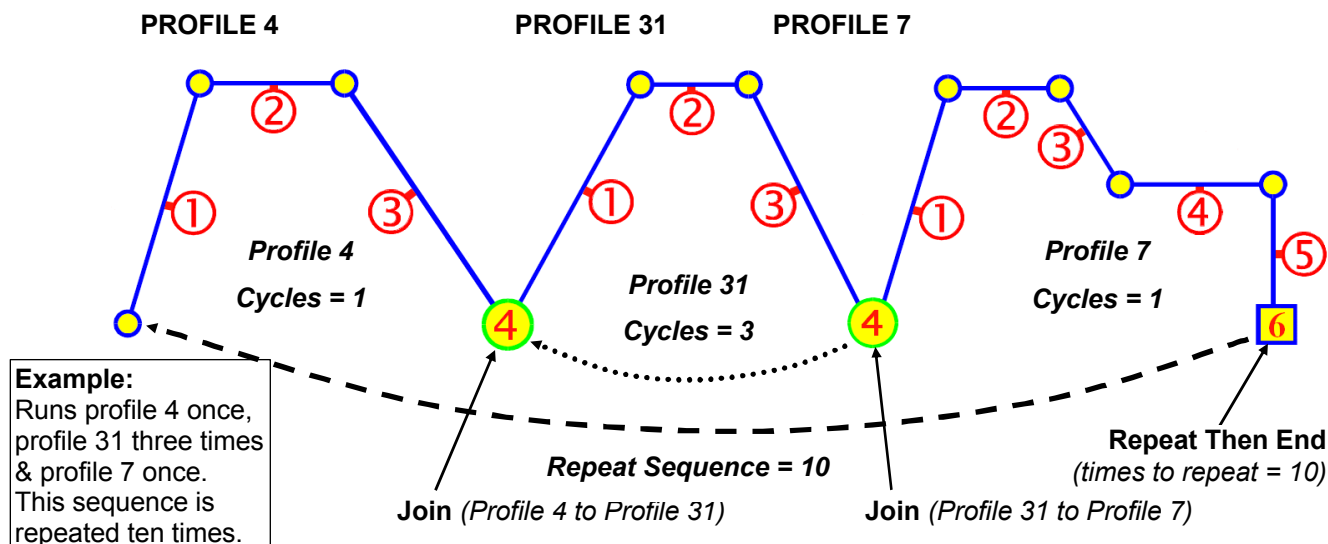 PROFILE 4
PROFILE 31
PROFILE 7
2
2
2
3
1
3
1
3
1
4
5
Profile 4
Cycles = 1
Profile 31
Cycles = 3
Profile 7
Cycles = 1
4
4
6
Example:
Runs profile 4 once,
profile 31 three times
& profile 7 once.
This sequence is
repeated ten times.
Repeat Sequence = 10
Repeat Then End
(times to repeat = 10)
Join (Profile 4 to Profile 31)
Join (Profile 31 to Profile 7)